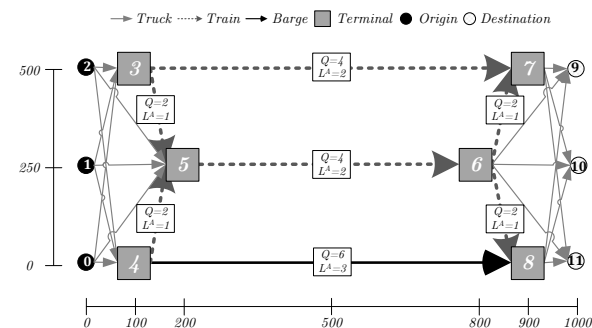 Truck Train Barge Terminal Origin Destination
500 2 3 Q=4 L^A=2 7 9
Q=2 L^A=1 Q=2 L^A=1
250 1 5 Q=4 L^A=2 6 10
Q=2 L^A=1 Q=2 L^A=1
0 0 4 Q=6 L^A=3 8 11
0 100 200 500 800 900 1000